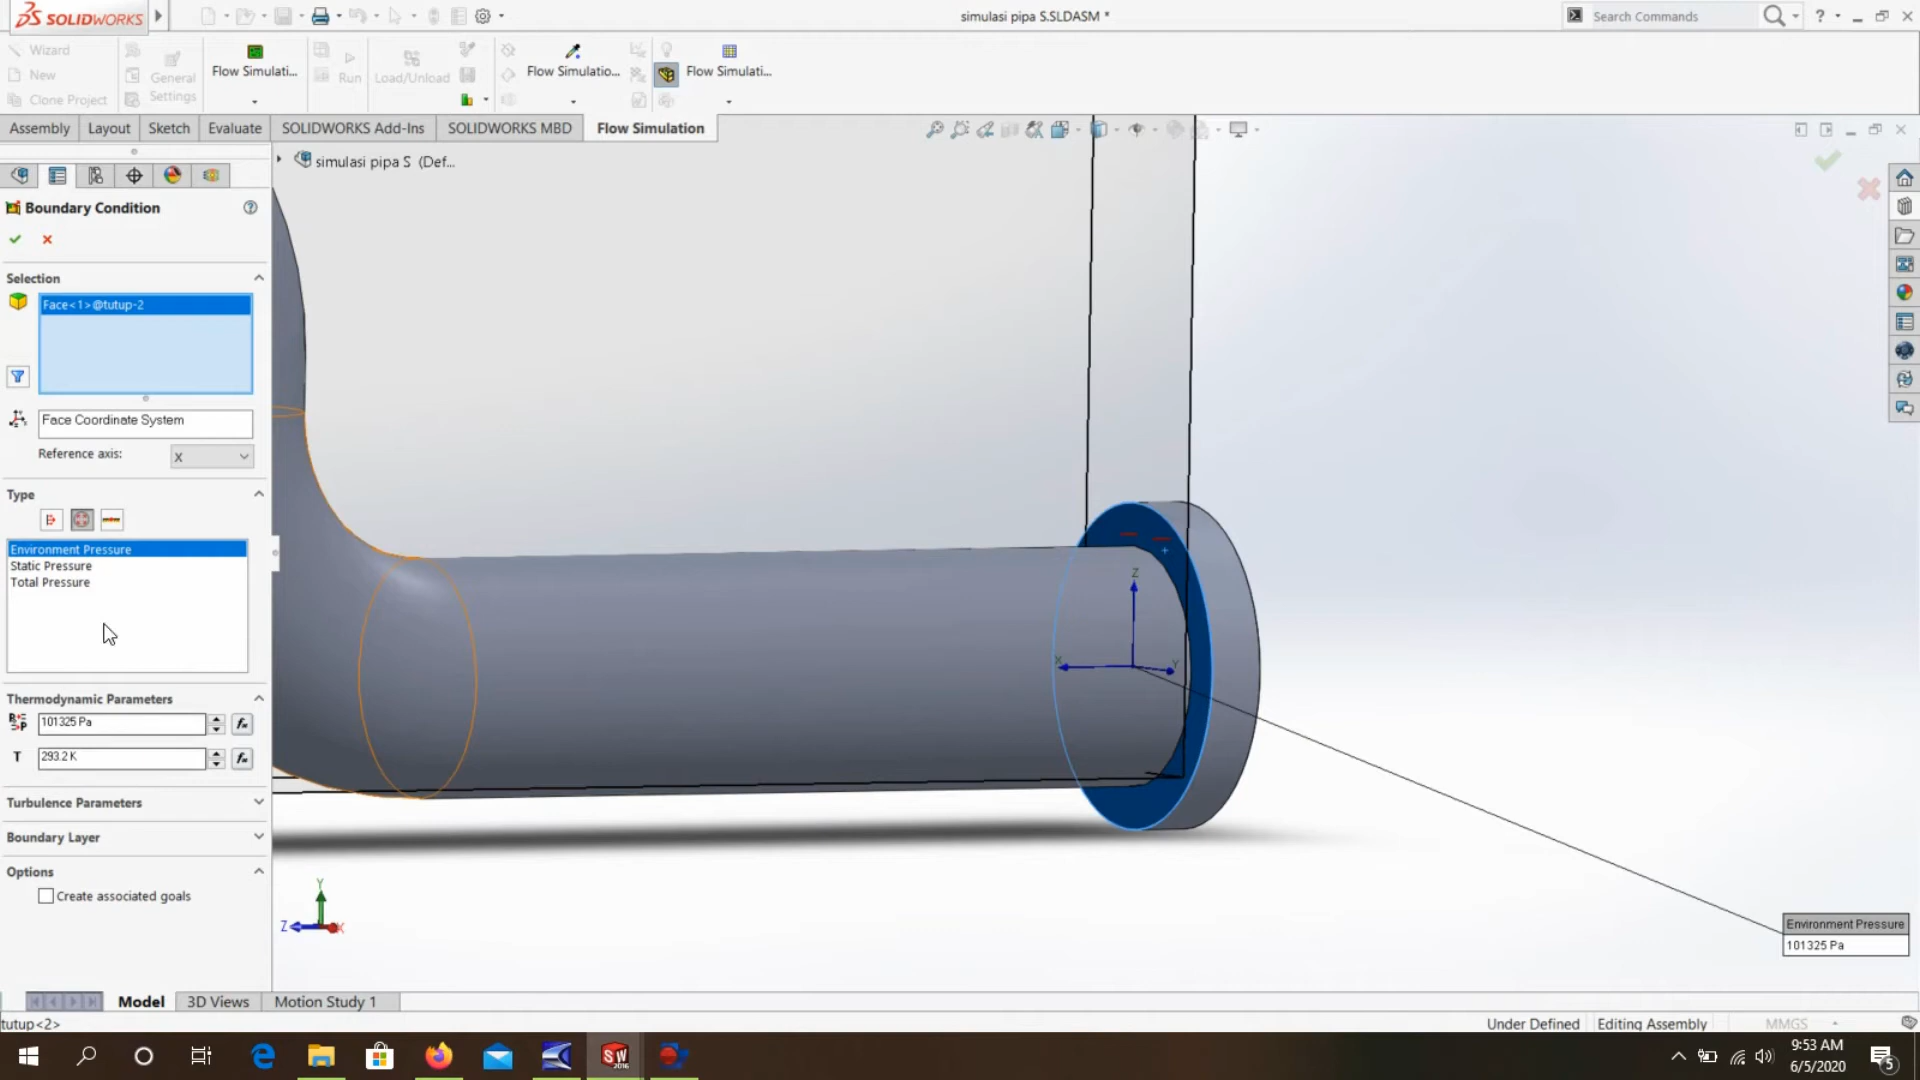 SOLIDWORKS
simulasi pipa S.SLDASM *
Search Commands
Wizard
New
Clone Project
General
Settings
Flow Simulati...
Run
Load/Unload
Flow Simulatio...
Flow Simulati...
Assembly
Layout
Sketch
Evaluate
SOLIDWORKS Add-Ins
SOLIDWORKS MBD
Flow Simulation
simulasi pipa S (Def...
Boundary Condition
Selection
Face<1>@tutup-2
Face Coordinate System
Reference axis:
X
Type
Environment Pressure
Static Pressure
Total Pressure
Thermodynamic Parameters
101325 Pa
T
293.2 K
Turbulence Parameters
Boundary Layer
Options
Create associated goals
Z
X
Y
Y
Z
X
Environment Pressure
101325 Pa
Model
3D Views
Motion Study 1
tutup<2>
Under Defined
Editing Assembly
MMGS
SW
2016
9:53 AM
6/5/2020
5